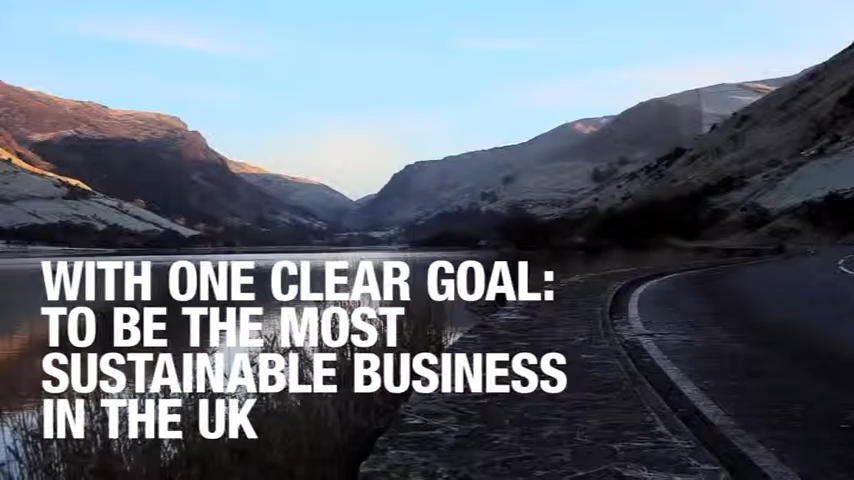 WITH ONE CLEAR GOAL:
TO BE THE MOST
SUSTAINABLE BUSINESS
IN THE UK